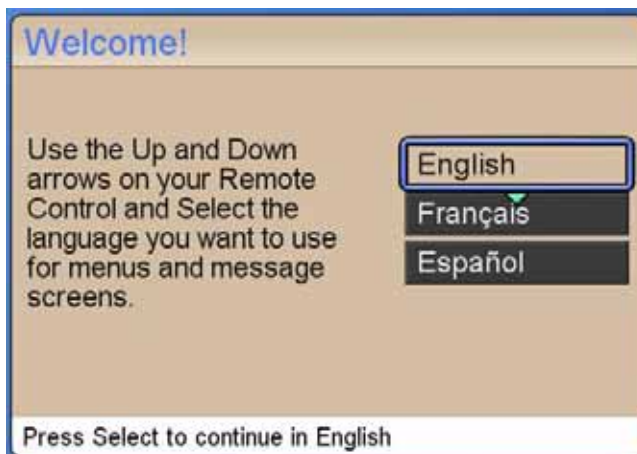 Welcome!
Use the Up and Down
arrows on your Remote
Control and Select the
language you want to use
for menus and message
screens.
English
Français
Español
Press Select to continue in English